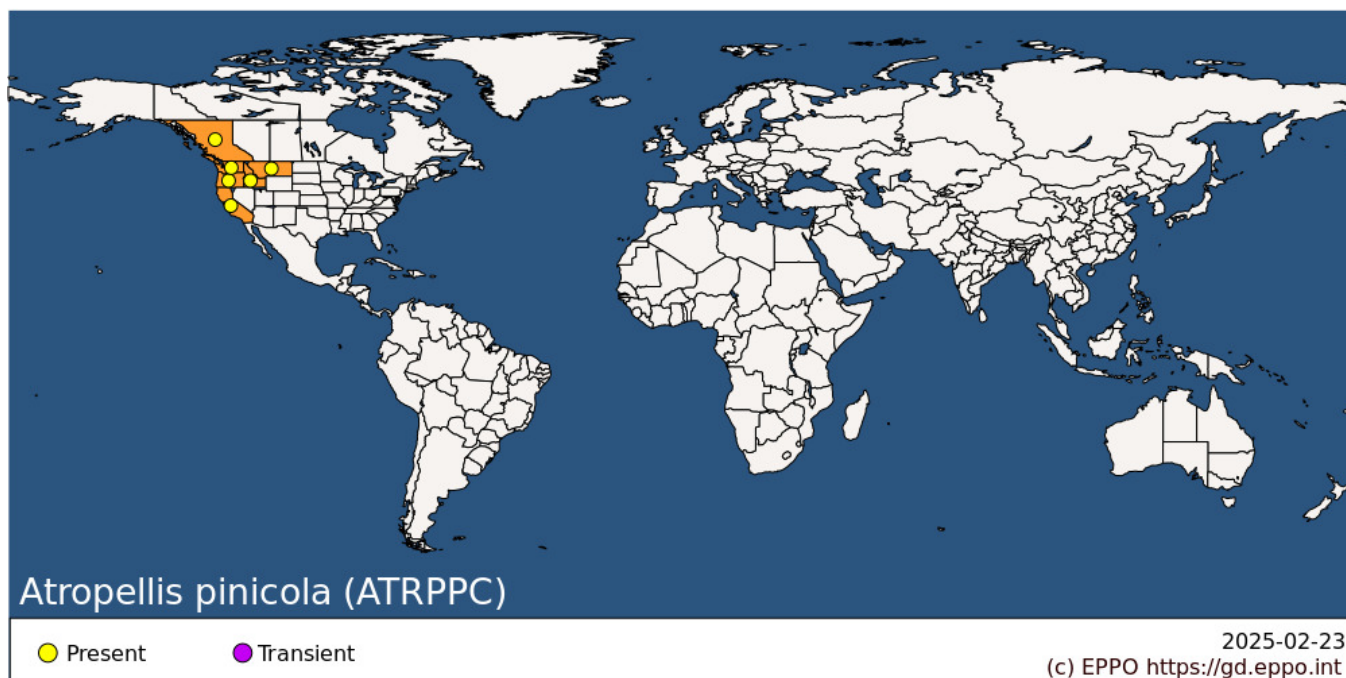 Atropellis pinicola (ATRPPC)
Present
Transient
2025-02-23
(c) EPPO https://gd.eppo.int